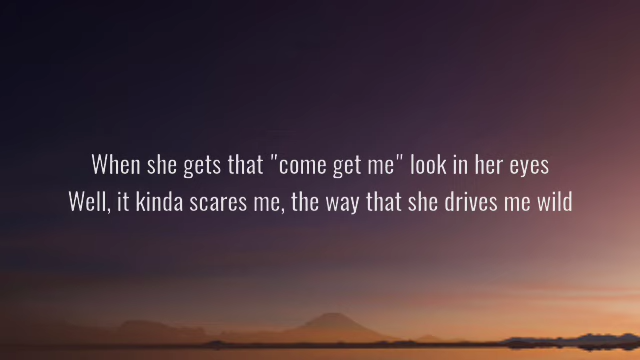 When she gets that "come get me" look in her eyes
Well, it kinda scares me, the way that she drives me wild